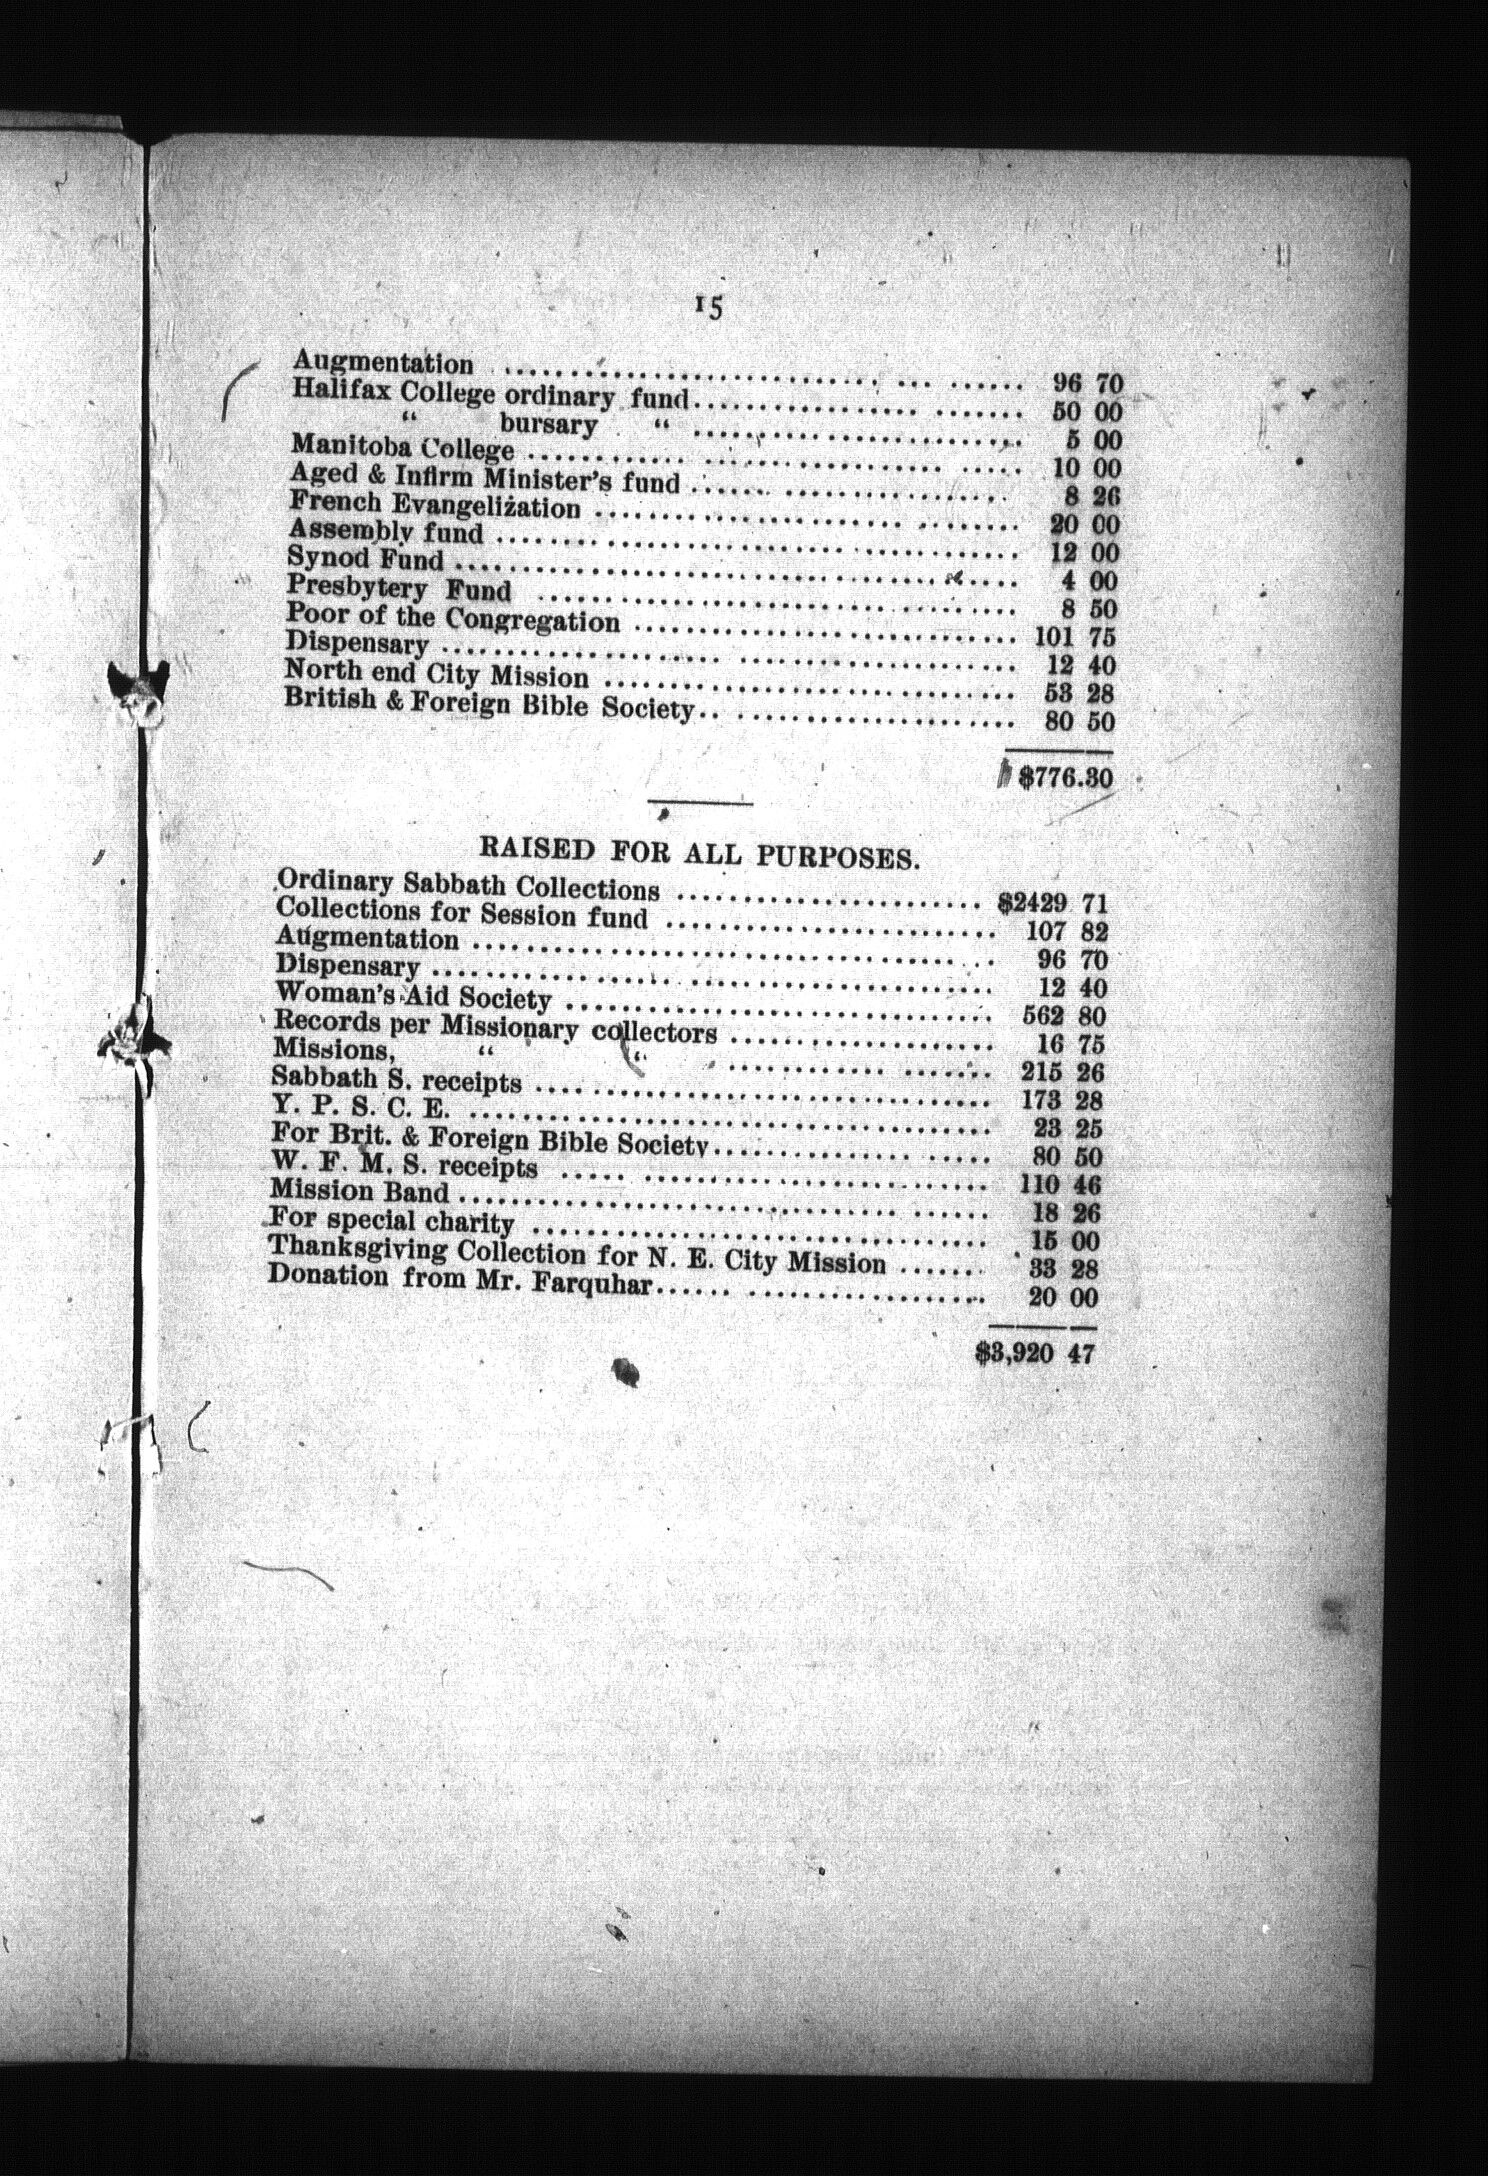 15
Augmentation ........................ 96 70
Halifax College ordinary fund........................ 50 00
“ bursary “ ........................ 5 00
Manitoba College ........................ 10 00
Aged & Infirm Minister's fund ........................ 8 26
French Evangelization ........................ 20 00
Assembly fund ........................ 12 00
Synod Fund ........................ 4 00
Presbytery Fund ........................ 8 50
Poor of the Congregation ........................ 101 75
Dispensary ........................ 12 40
North end City Mission ........................ 53 28
British & Foreign Bible Society........................ 80 50
$776.30
RAISED FOR ALL PURPOSES.
Ordinary Sabbath Collections ........................ $2429 71
Collections for Session fund ........................ 107 82
Augmentation ........................ 96 70
Dispensary ........................ 12 40
Woman's Aid Society ........................ 562 80
Records per Missionary collectors ........................ 16 75
Missions, “ “ ........................ 215 26
Sabbath S. receipts ........................ 173 28
Y. P. S. C. E. ........................ 23 25
For Brit. & Foreign Bible Society........................ 80 50
W. F. M. S. receipts ........................ 110 46
Mission Band ........................ 18 26
For special charity ........................ 15 00
Thanksgiving Collection for N. E. City Mission ...... 33 28
Donation from Mr. Farquhar........................ 20 00
$3,920 47